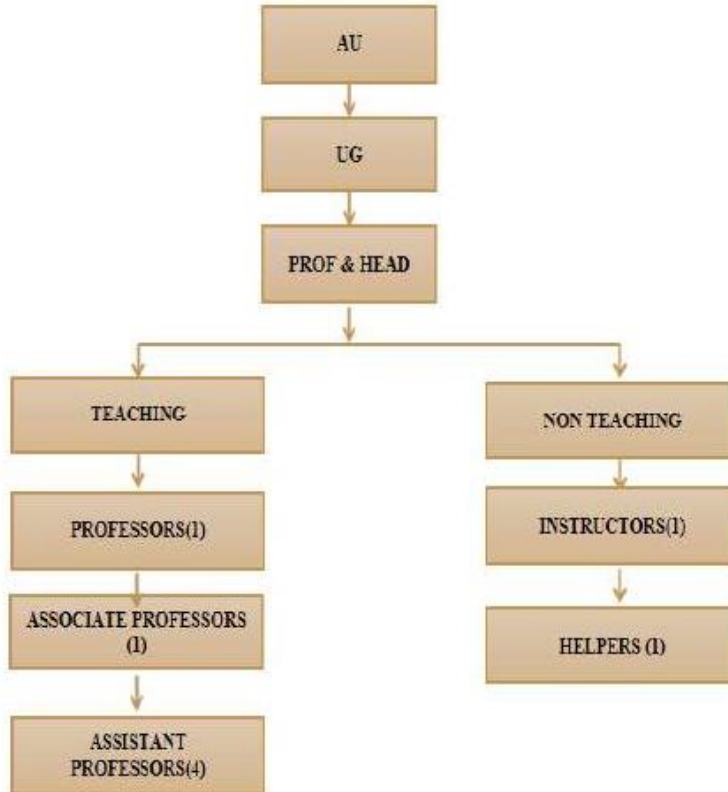 AU
UG
PROF & HEAD
TEACHING
NON TEACHING
PROFESSORS(1)
INSTRUCTORS(1)
ASSOCIATE PROFESSORS
(1)
HELPERS (1)
ASSISTANT
PROFESSORS(4)